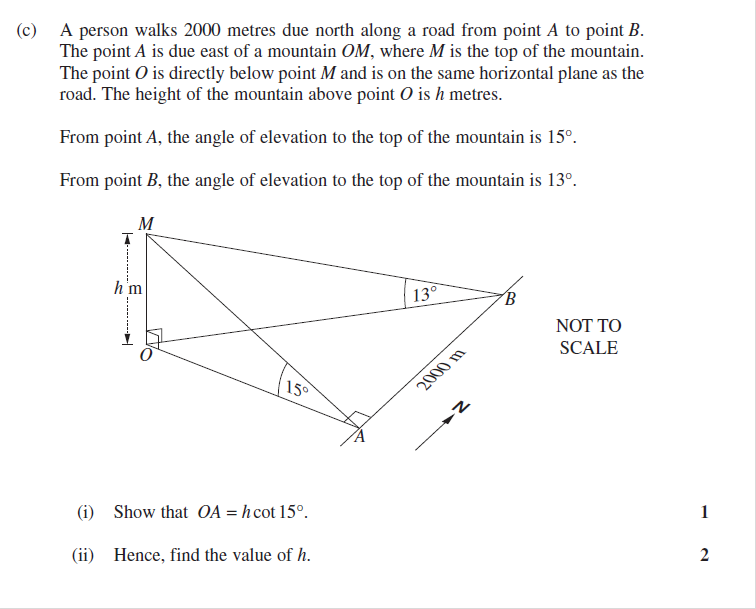 (c) A person walks 2000 metres due north along a road from point A to point B.
The point A is due east of a mountain OM, where M is the top of the mountain.
The point O is directly below point M and is on the same horizontal plane as the
road. The height of the mountain above point O is h metres.
From point A, the angle of elevation to the top of the mountain is 15°.
From point B, the angle of elevation to the top of the mountain is 13°.
M
h m
13°
B
NOT TO
SCALE
O
2000 m
15°
N
A
(i) Show that OA = h cot 15°. 1
(ii) Hence, find the value of h. 2